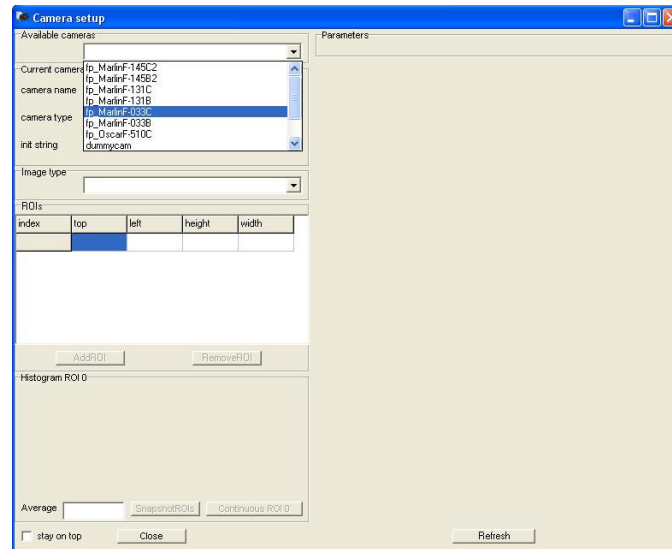 Camera setup
Available cameras
Parameters
fp_MarlinF-145C2
fp_MarlinF-145B2
fp_MarlinF-131C
fp_MarlinF-131B
fp_MarlinF-033C
fp_MarlinF-033B
fp_OscarF-510C
dummycam
Current camera
camera name
camera type
init string
Image type
ROIs
index top left height width
AddROI RemoveROI
Histogram ROI 0
Average SnapshotROIs Continuous ROI 0
stay on top Close Refresh